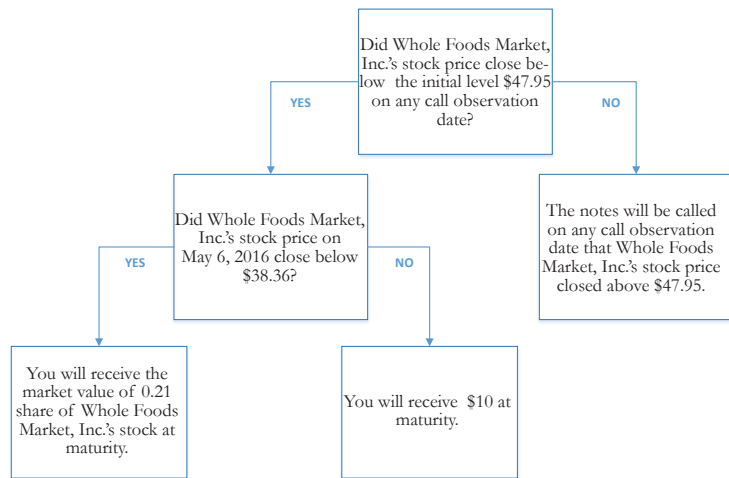 Did Whole Foods Market,
Inc.'s stock price close be-
low the initial level $47.95
on any call observation
date?
YES
NO
Did Whole Foods Market,
Inc.'s stock price on
May 6, 2016 close below
$38.36?
The notes will be called
on any call observation
date that Whole Foods
Market, Inc.'s stock price
closed above $47.95.
YES
NO
You will receive the
market value of 0.21
share of Whole Foods
Market, Inc.'s stock at
maturity.
You will receive $10 at
maturity.